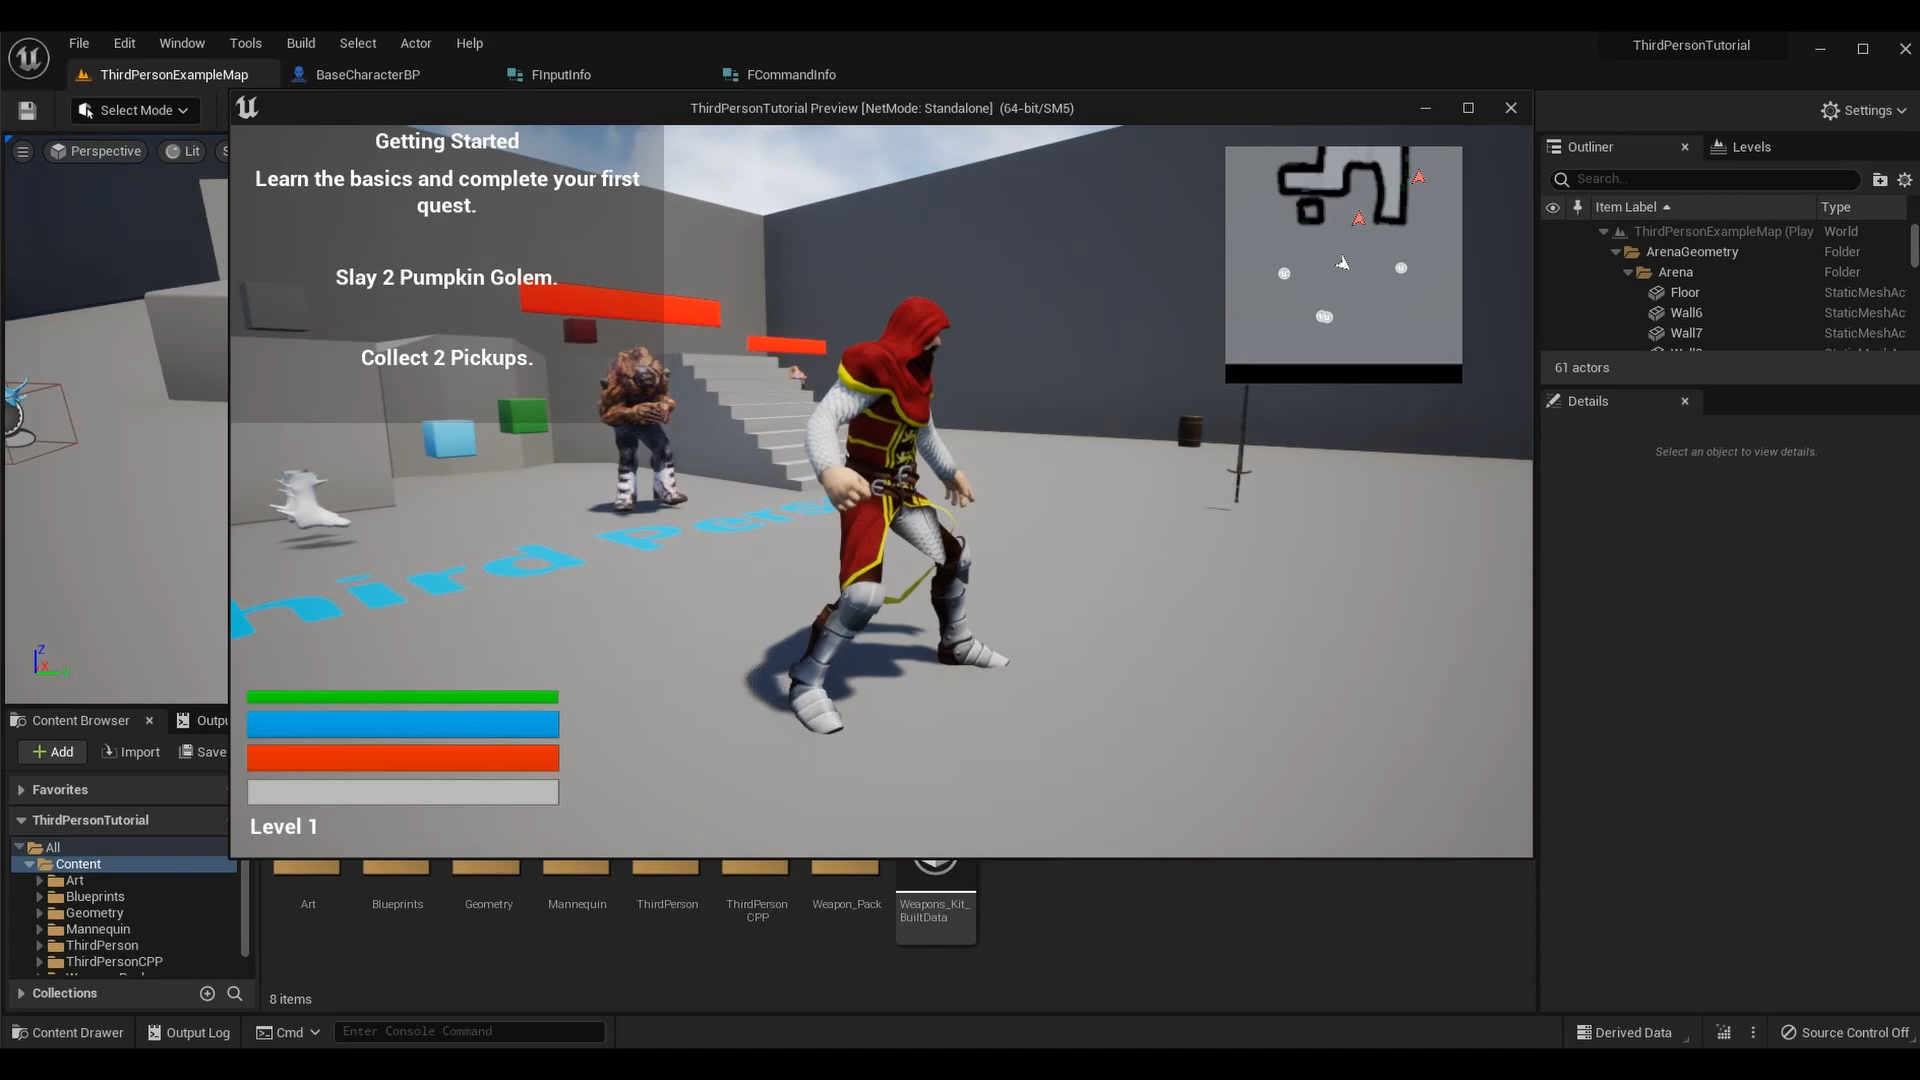 File Edit Window Tools Build Select Actor Help
ThirdPersonTutorial
ThirdPersonExampleMap
BaseCharacterBP
FInputInfo
FCommandInfo
Select Mode
ThirdPersonTutorial Preview [NetMode: Standalone] (64-bit/SM5)
Settings
Perspective
Lit
Getting Started
Learn the basics and complete your first
quest.
Slay 2 Pumpkin Golem.
Collect 2 Pickups.
hird pers
Level 1
Outliner
Levels
Search...
Item Label
Type
ThirdPersonExampleMap (Play
World
ArenaGeometry
Folder
Arena
Folder
Floor
StaticMeshAc
Wall6
StaticMeshAc
Wall7
StaticMeshAc
61 actors
Details
Select an object to view details.
Z
X
Content Browser
Outpu
Add
Import
Save
Favorites
ThirdPersonTutorial
All
Content
Art
Blueprints
Geometry
Mannequin
ThirdPerson
ThirdPersonCPP
Collections
Art
Blueprints
Geometry
Mannequin
ThirdPerson
ThirdPerson
CPP
Weapon_Pack
Weapons_Kit_
BuiltData
8 items
Content Drawer
Output Log
Cmd
Enter Console Command
Derived Data
Source Control Off